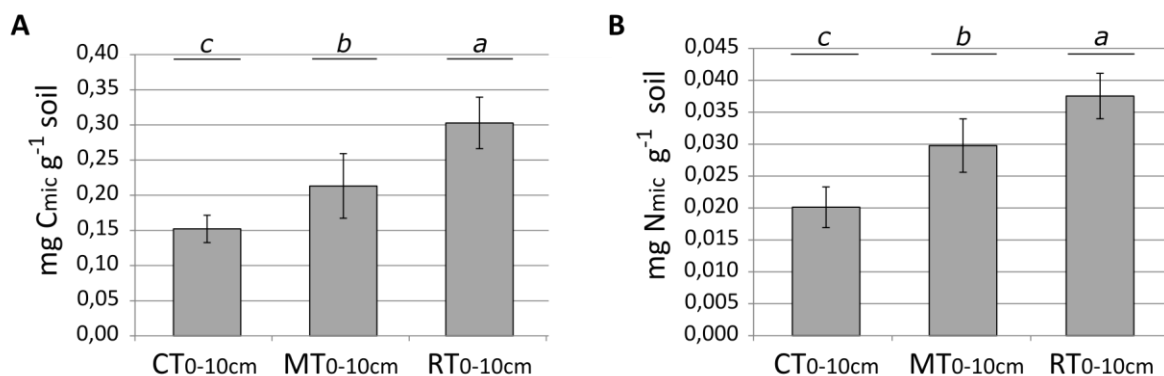 A
mg Cmic g-1 soil
0,40
0,35
0,30
0,25
0,20
0,15
0,10
0,05
0,00
c b a
CT0-10cm MT0-10cm RT0-10cm
B
mg Nmic g-1 soil
0,045
0,040
0,035
0,030
0,025
0,020
0,015
0,010
0,005
0,000
c b a
CT0-10cm MT0-10cm RT0-10cm